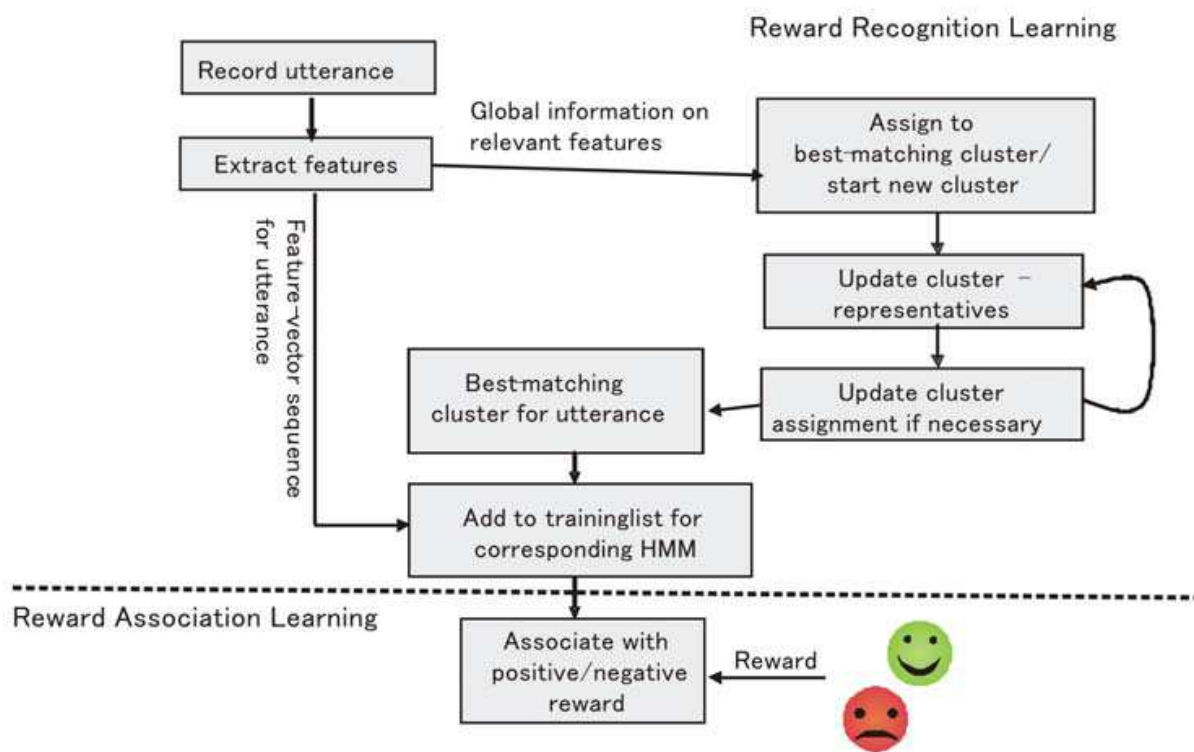 Reward Recognition Learning
Record utterance
Global information on
relevant features
Extract features
Assign to
best-matching cluster/
start new cluster
Feature-vector sequence
for utterance
Update cluster -
representatives
Update cluster
assignment if necessary
Best-matching
cluster for utterance
Add to traininglist for
corresponding HMM
Reward Association Learning
Associate with
positive/negative
reward
Reward